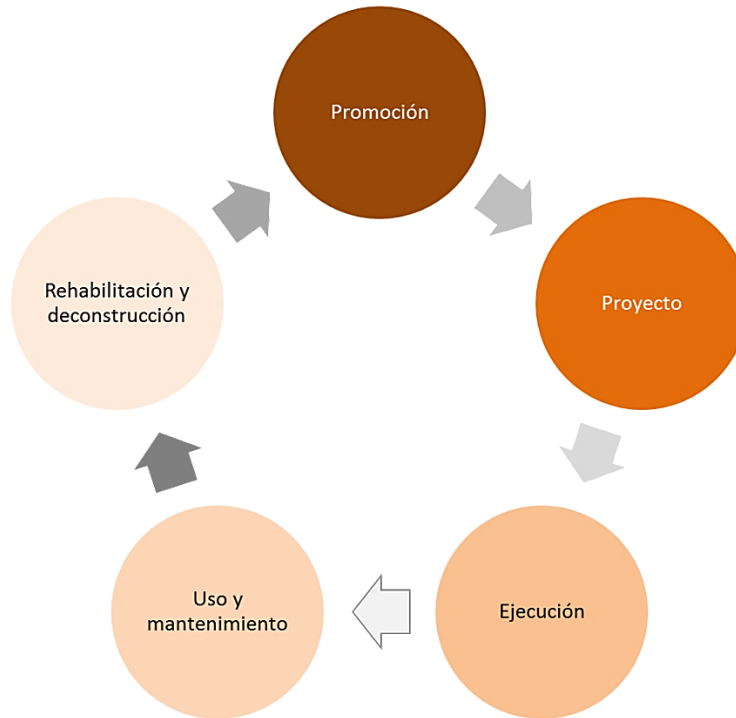 Promoción
Proyecto
Ejecución
Uso y
mantenimiento
Rehabilitación y
deconstrucción